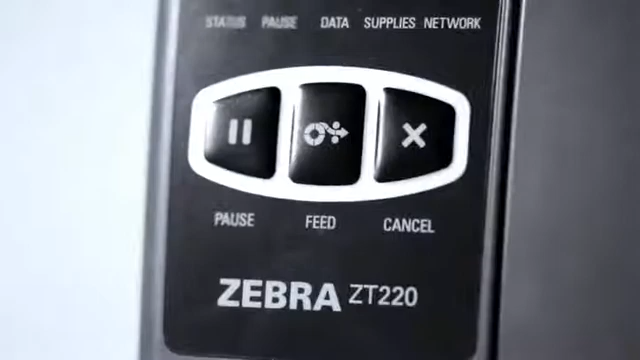 STATUS PAUSE DATA SUPPLIES NETWORK
PAUSE FEED CANCEL
ZEBRA ZT220